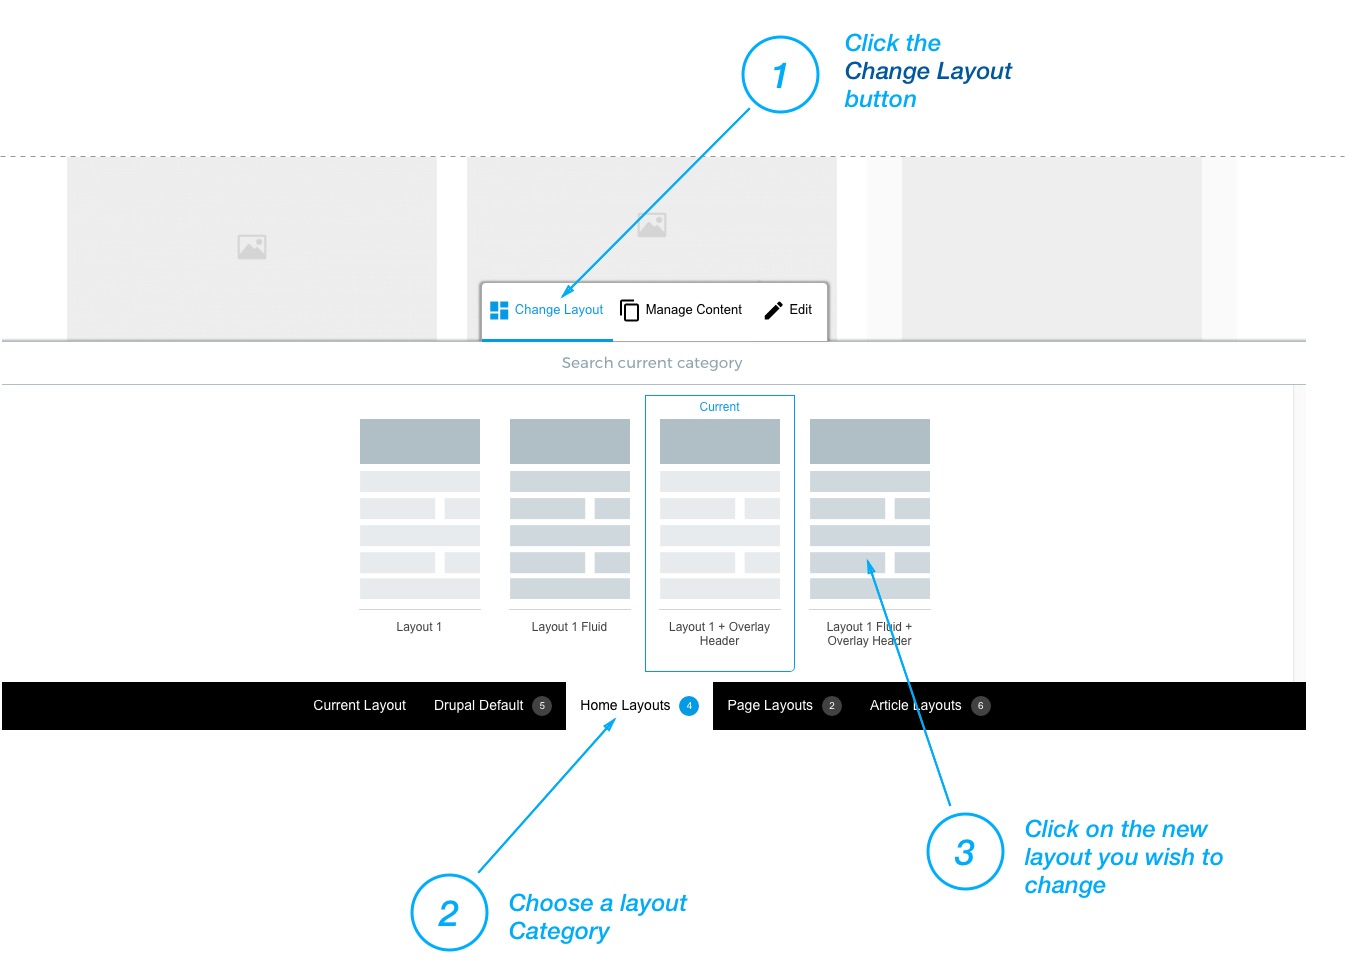 1
Click the
Change Layout
button
Change Layout
Manage Content
Edit
Search current category
Current
Layout 1
Layout 1 Fluid
Layout 1 + Overlay
Header
Layout 1 Fluid +
Overlay Header
Current Layout
Drupal Default 5
Home Layouts 4
Page Layouts 2
Article Layouts 6
2
Choose a layout
Category
3
Click on the new
layout you wish to
change